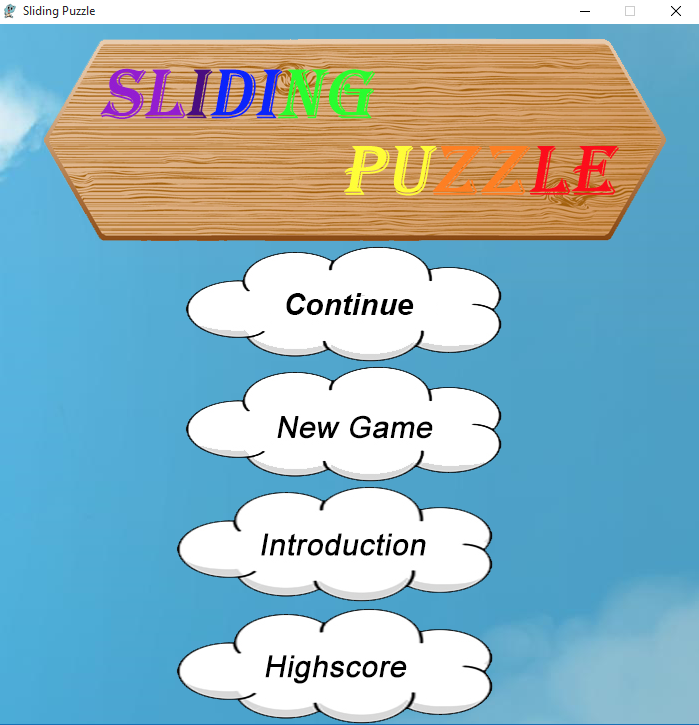 Sliding Puzzle
SLIDING
PUZZLE
Continue
New Game
Introduction
Highscore